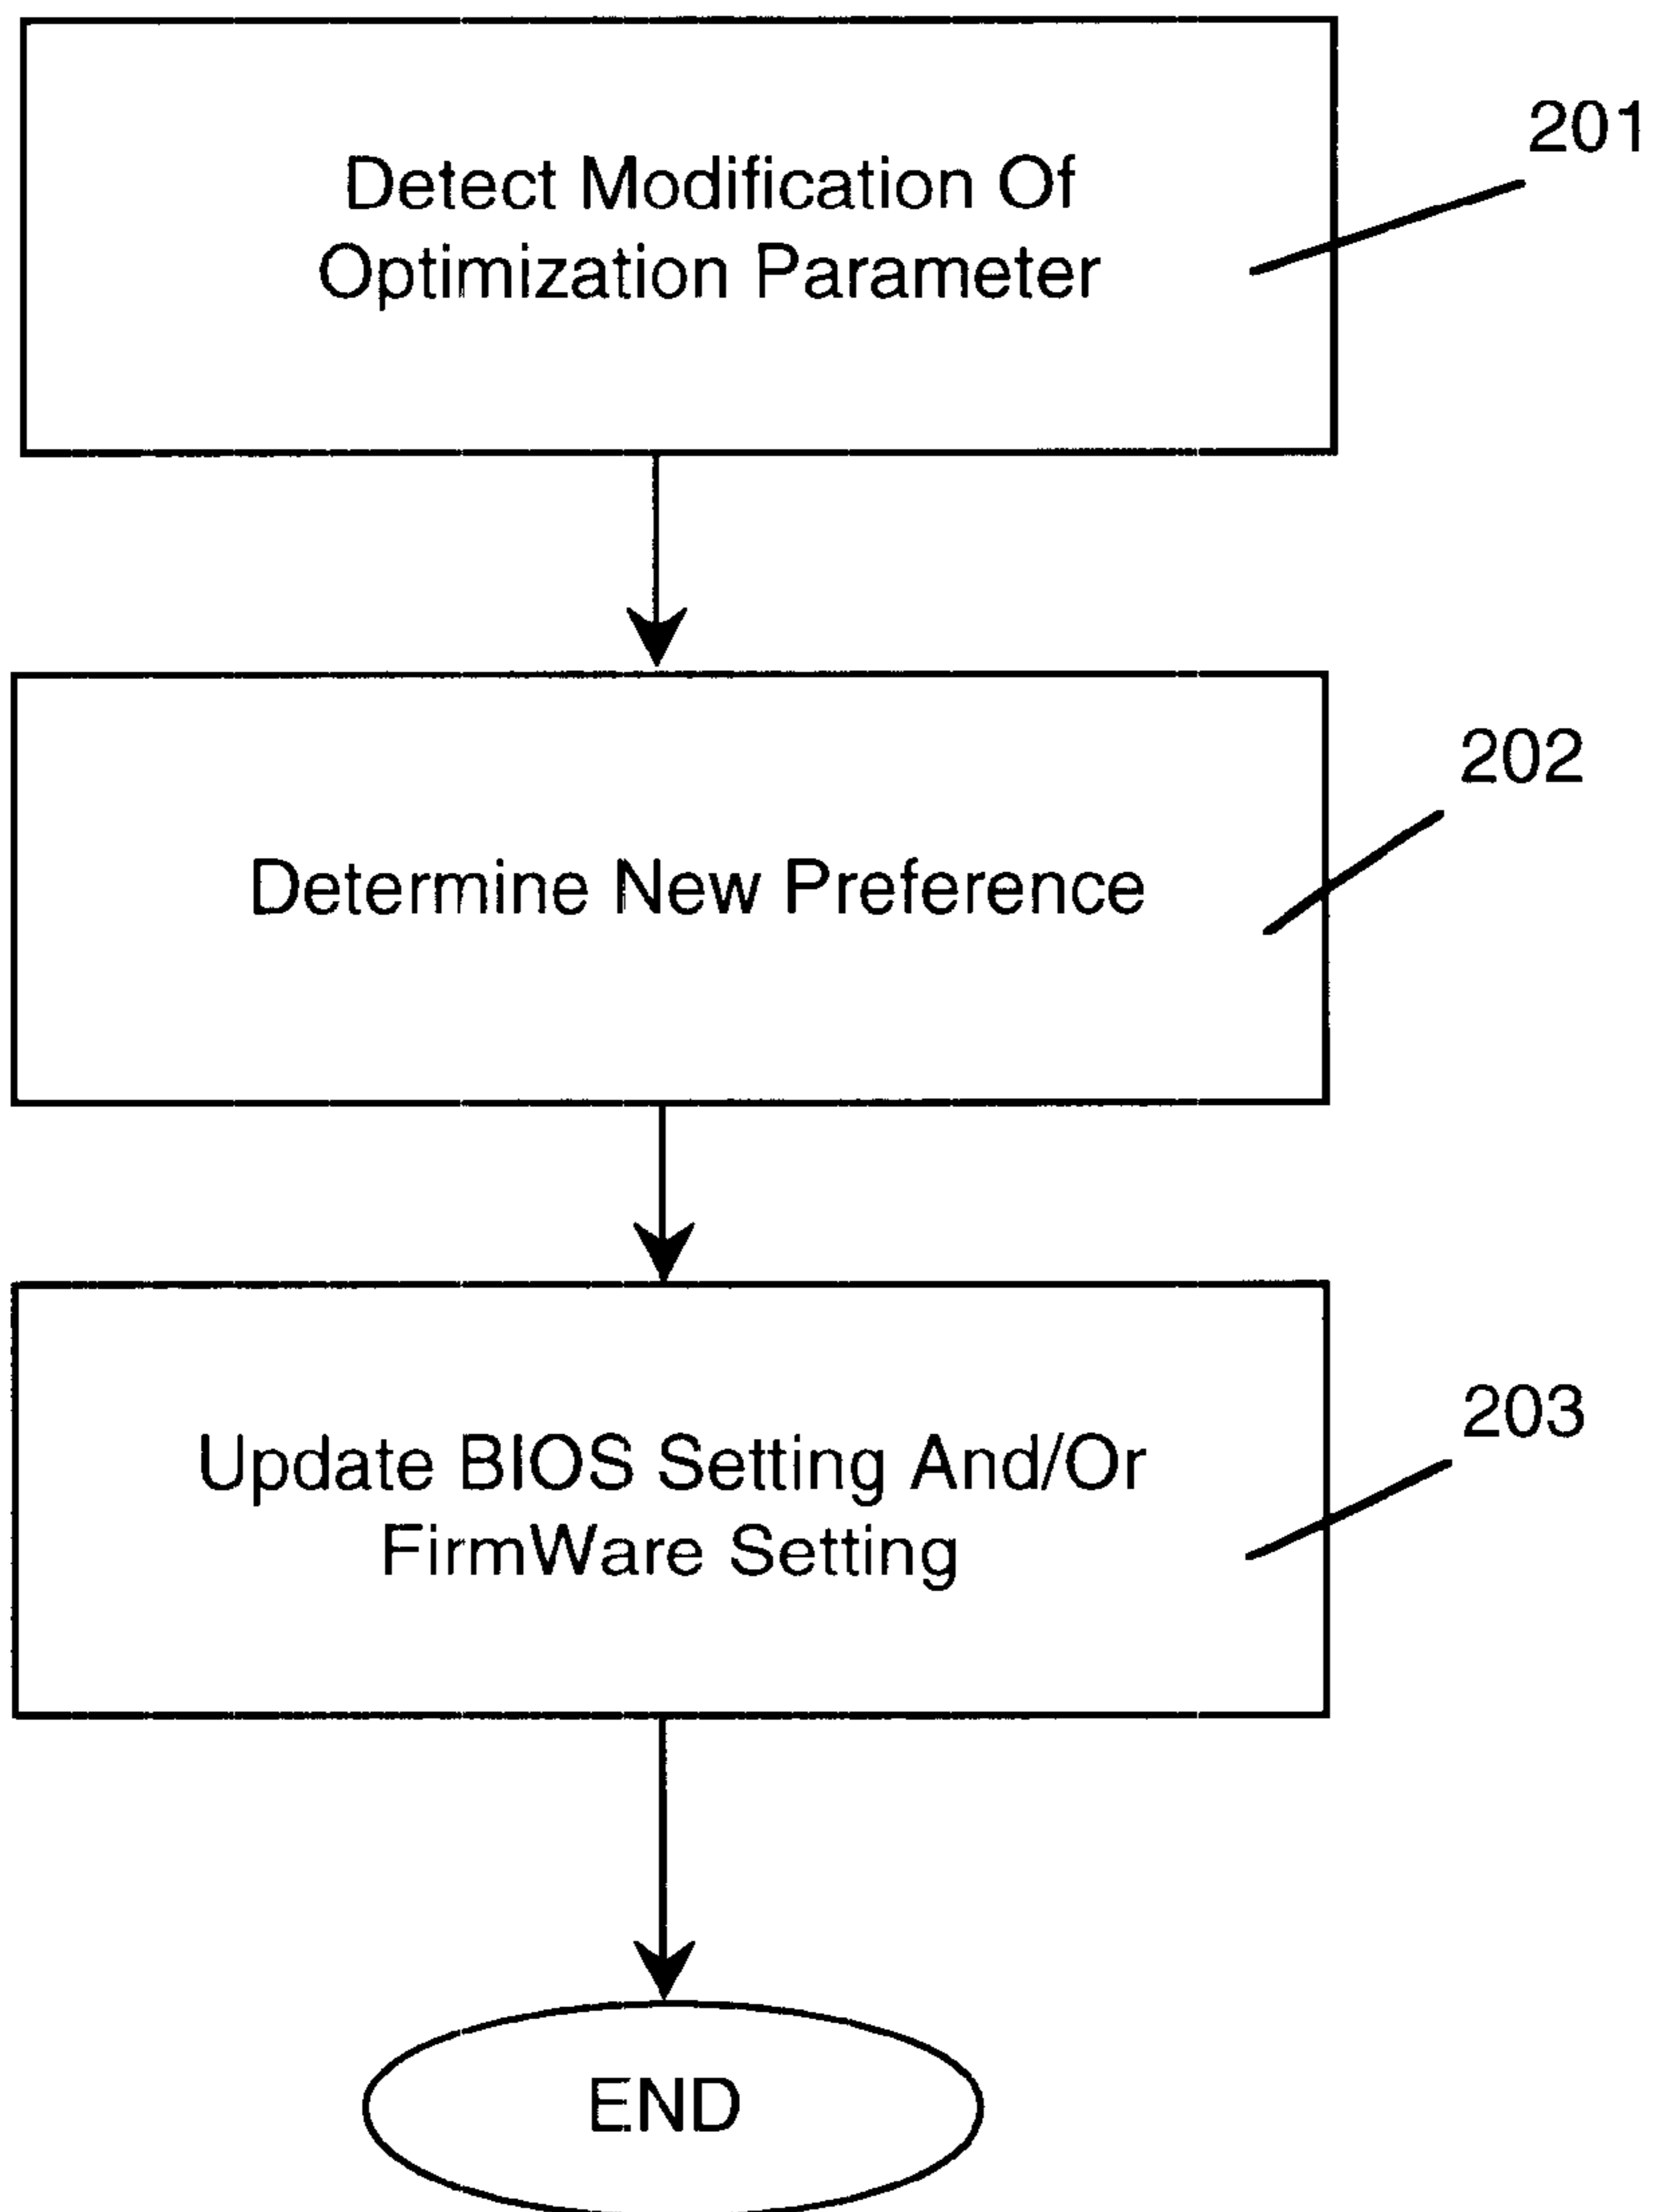 201
Detect Modification Of
Optimization Parameter
202
Determine New Preference
203
Update BIOS Setting And/Or
FirmWare Setting
END